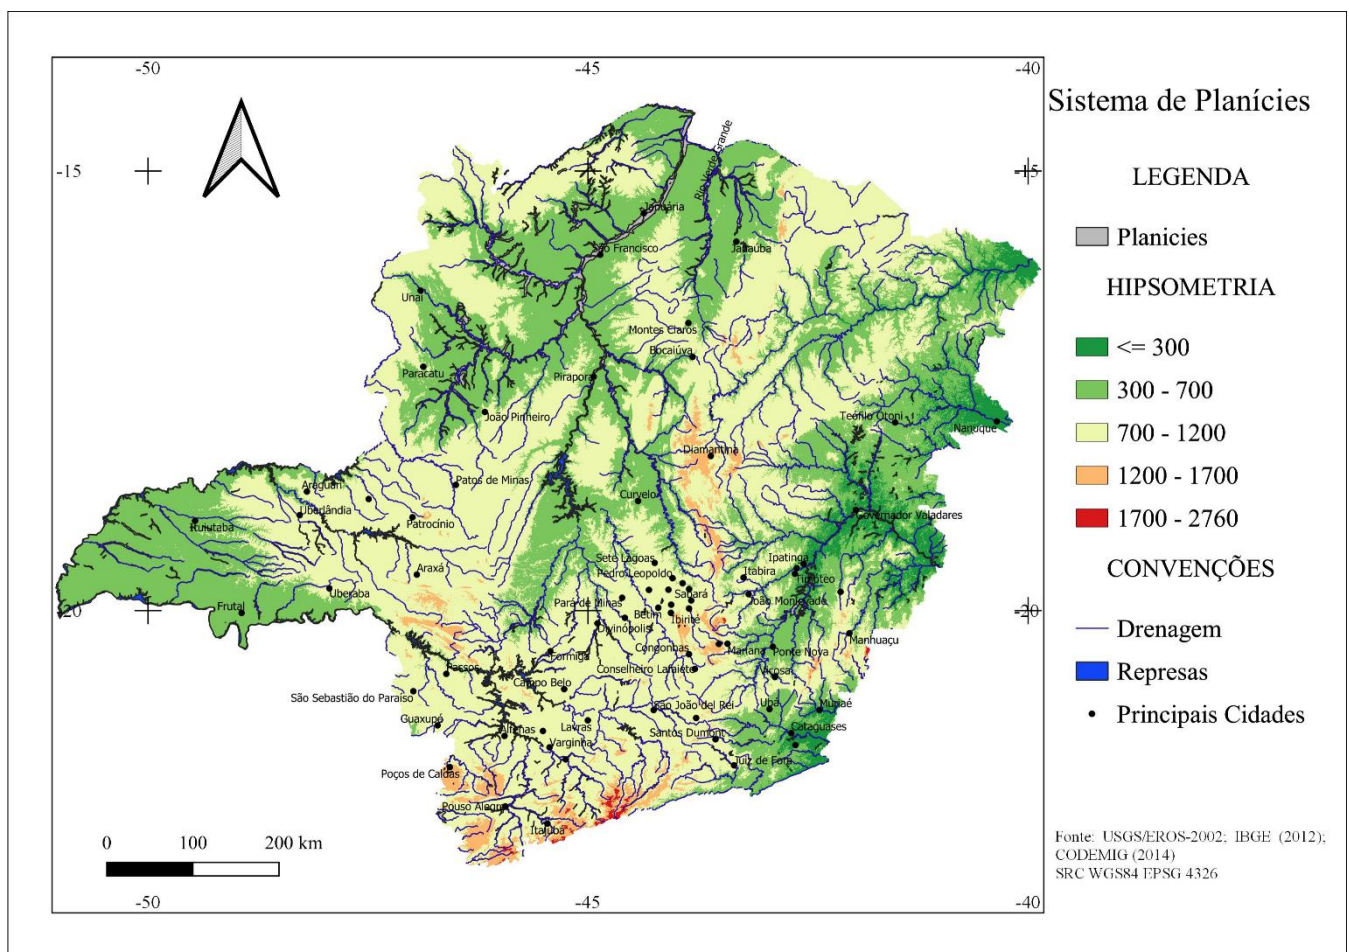 -50
-45
-40
Sistema de Planícies
-15
-15
LEGENDA
Planicies
HIPSOMETRIA
<= 300
300 - 700
700 - 1200
1200 - 1700
1700 - 2760
CONVENÇÕES
Drenagem
Represas
Principais Cidades
Rio Verde Grande
Januária
São Francisco
Janaúba
Unaí
Montes Claros
Bocaiúva
Paracatu
Pirapora
João Pinheiro
Teófilo Otoni
Nanuque
Diamantina
Araguari
Patos de Minas
Uberlândia
Curvelo
Ituiutaba
Patrocínio
Governador Valadares
Sete Lagoas
Ipatinga
Araxá
Pedro Leopoldo
Itabira
Timóteo
Uberaba
Sabará
Pará de Minas
João Monlevade
Frutal
Betim
Ibirité
-20
Divinópolis
Manhuaçu
Congonhas
Mariana
Ponte Nova
Formiga
Passos
Conselheiro Lafaiete
Viçosa
Campo Belo
São Sebastião do Paraíso
São João del Rei
Ubá
Muriaé
Guaxupé
Alfenas
Lavras
Santos Dumont
Cataguases
Varginha
Juiz de Fora
Poços de Caldas
Pouso Alegre
Itajubá
0
100
200 km
Fonte: USGS/EROS-2002; IBGE (2012);
CODEMIG (2014)
SRC WGS84 EPSG 4326
-50
-45
-40